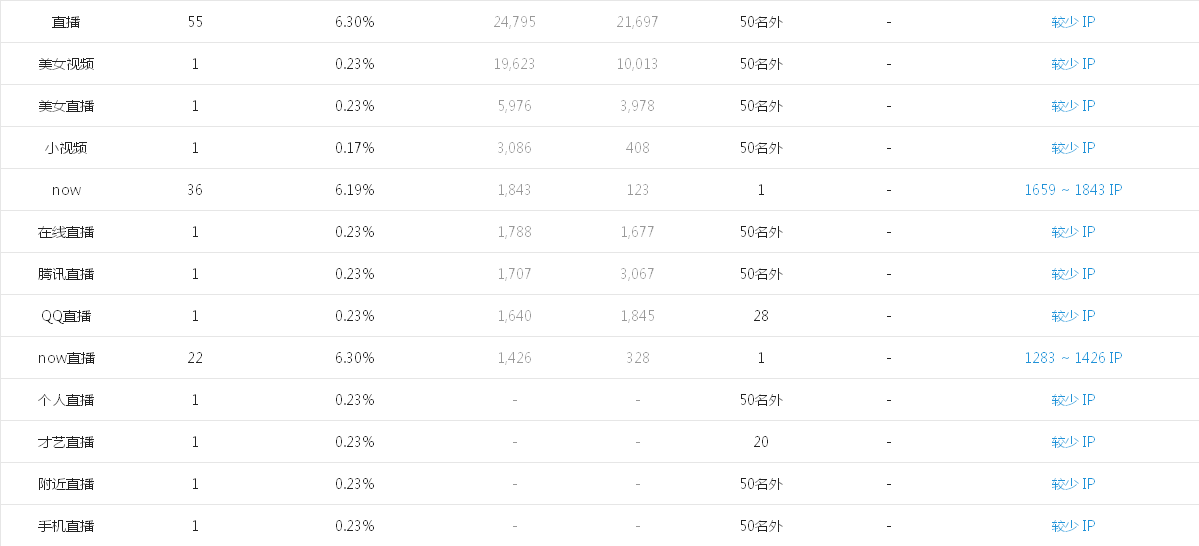 直播 55 6.30% 24,795 21,697 50名外 - 较少 IP
美女视频 1 0.23% 19,623 10,013 50名外 - 较少 IP
美女直播 1 0.23% 5,976 3,978 50名外 - 较少 IP
小视频 1 0.17% 3,086 408 50名外 - 较少 IP
now 36 6.19% 1,843 123 1 - 1659 ~ 1843 IP
在线直播 1 0.23% 1,788 1,677 50名外 - 较少 IP
腾讯直播 1 0.23% 1,707 3,067 50名外 - 较少 IP
QQ直播 1 0.23% 1,640 1,845 28 - 较少 IP
now直播 22 6.30% 1,426 328 1 - 1283 ~ 1426 IP
个人直播 1 0.23% - - 50名外 - 较少 IP
才艺直播 1 0.23% - - 20 - 较少 IP
附近直播 1 0.23% - - 50名外 - 较少 IP
手机直播 1 0.23% - - 50名外 - 较少 IP